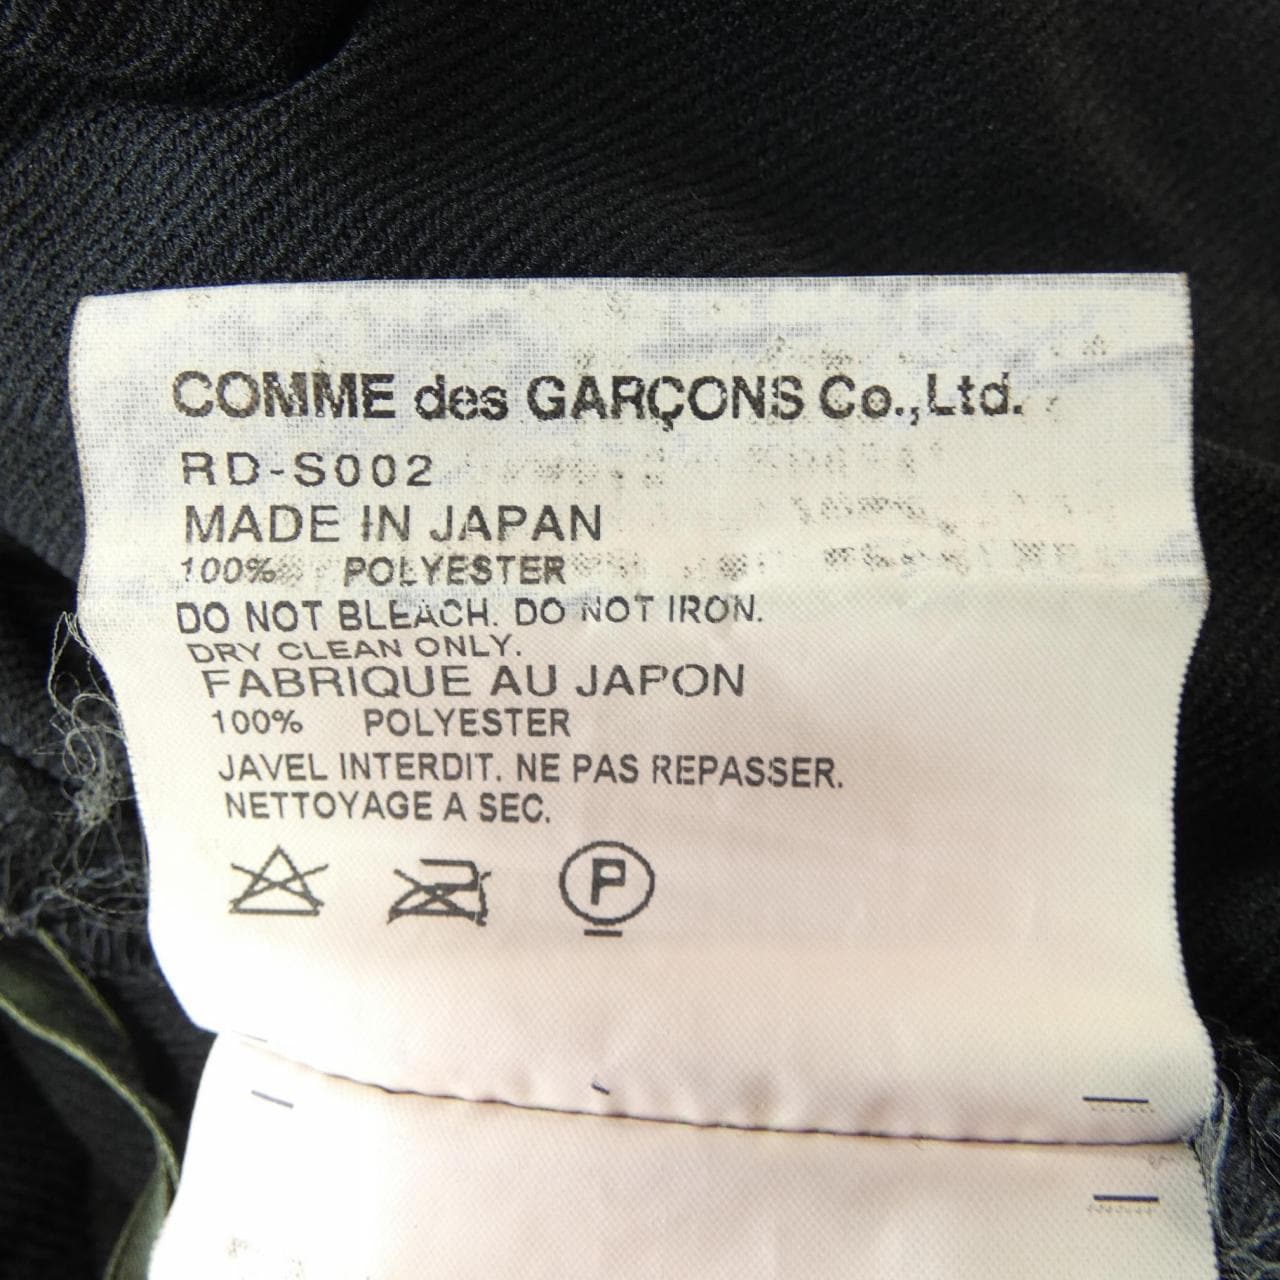 COMME des GARÇONS Co.,Ltd.
RD-S002
MADE IN JAPAN
100% POLYESTER
DO NOT BLEACH. DO NOT IRON.
DRY CLEAN ONLY.
FABRIQUE AU JAPON
100% POLYESTER
JAVEL INTERDIT. NE PAS REPASSER.
NETTOYAGE A SEC.
P